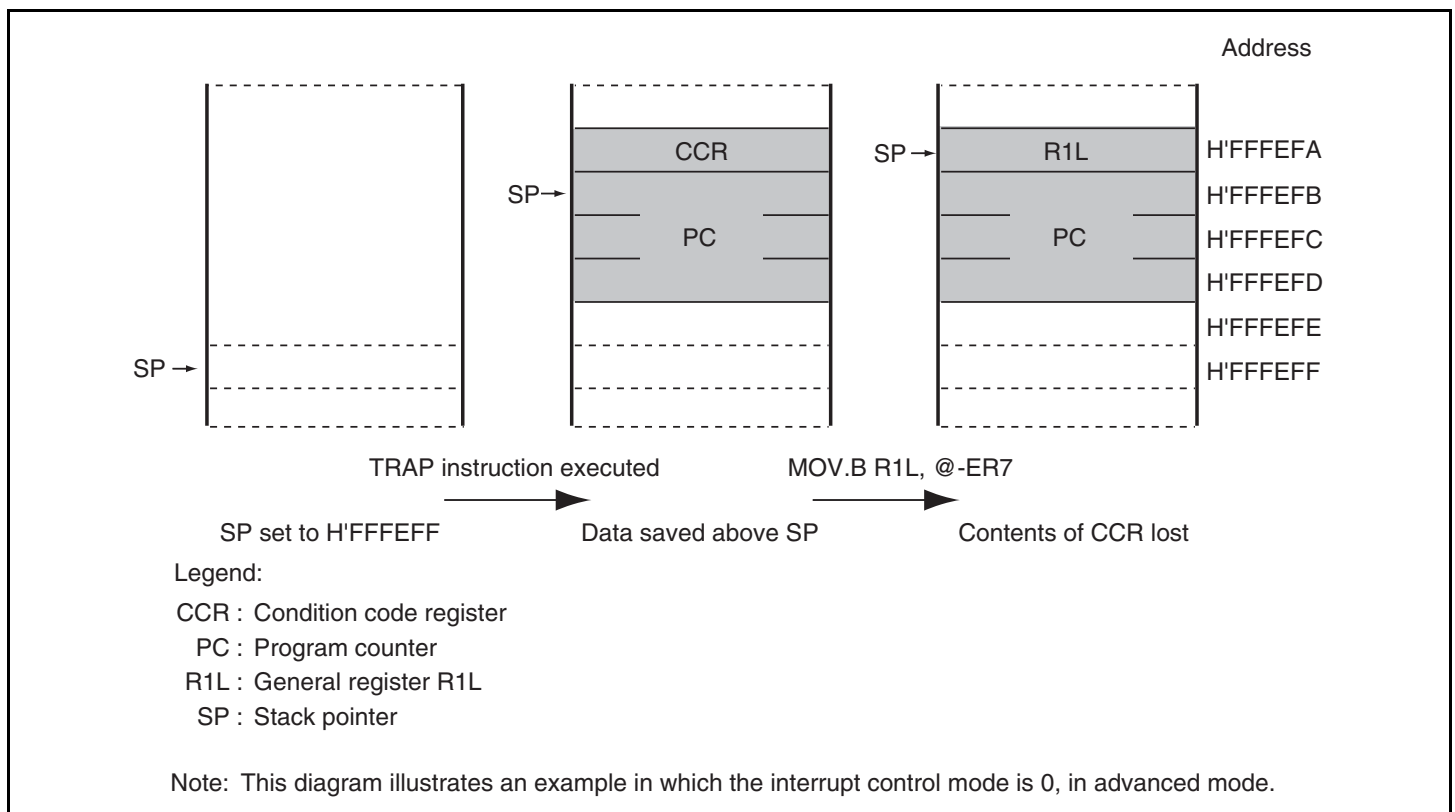 Address
CCR
SP
R1L
H'FFFEFA
SP
H'FFFEFB
PC
PC
H'FFFEFC
H'FFFEFD
H'FFFEFE
SP
H'FFFEFF
TRAP instruction executed
MOV.B R1L, @-ER7
SP set to H'FFFEFF
Data saved above SP
Contents of CCR lost
Legend:
CCR : Condition code register
PC : Program counter
R1L : General register R1L
SP : Stack pointer
Note: This diagram illustrates an example in which the interrupt control mode is 0, in advanced mode.